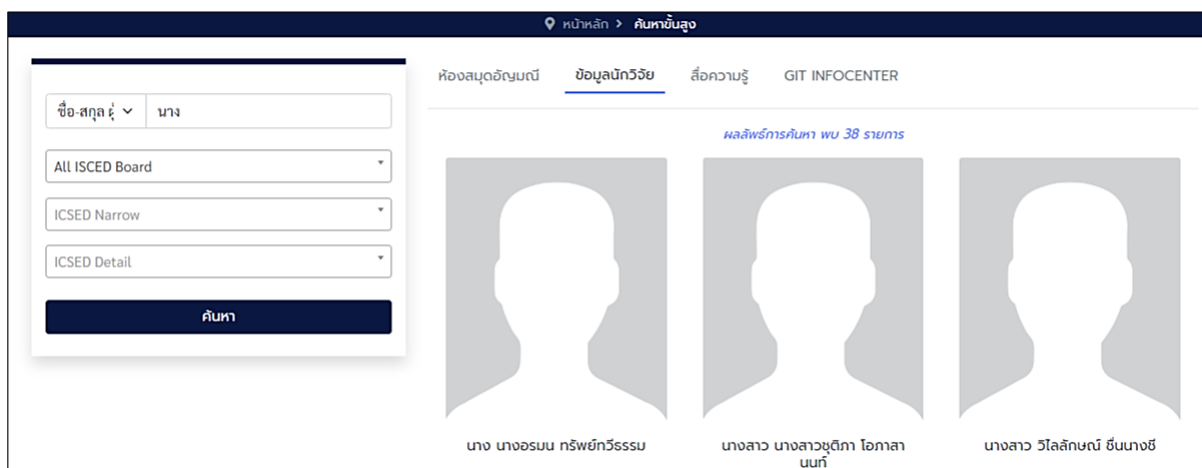 หน้าหลัก > ค้นหาขั้นสูง
ชื่อ-สกุล ผุ่ นาง
All ISCED Board
ICSED Narrow
ICSED Detail
ค้นหา
ห้องสมุดอัญมณี ข้อมูลนักวิจัย สื่อความรู้ GIT INFOCENTER
ผลลัพธ์การค้นหา พบ 38 รายการ
นาง นางอรมน ทรัพย์ทวีธรรม
นางสาว นางสาวชุติภา โอภาสา
นนท์
นางสาว วิไลลักษณ์ ชื่นนางชี